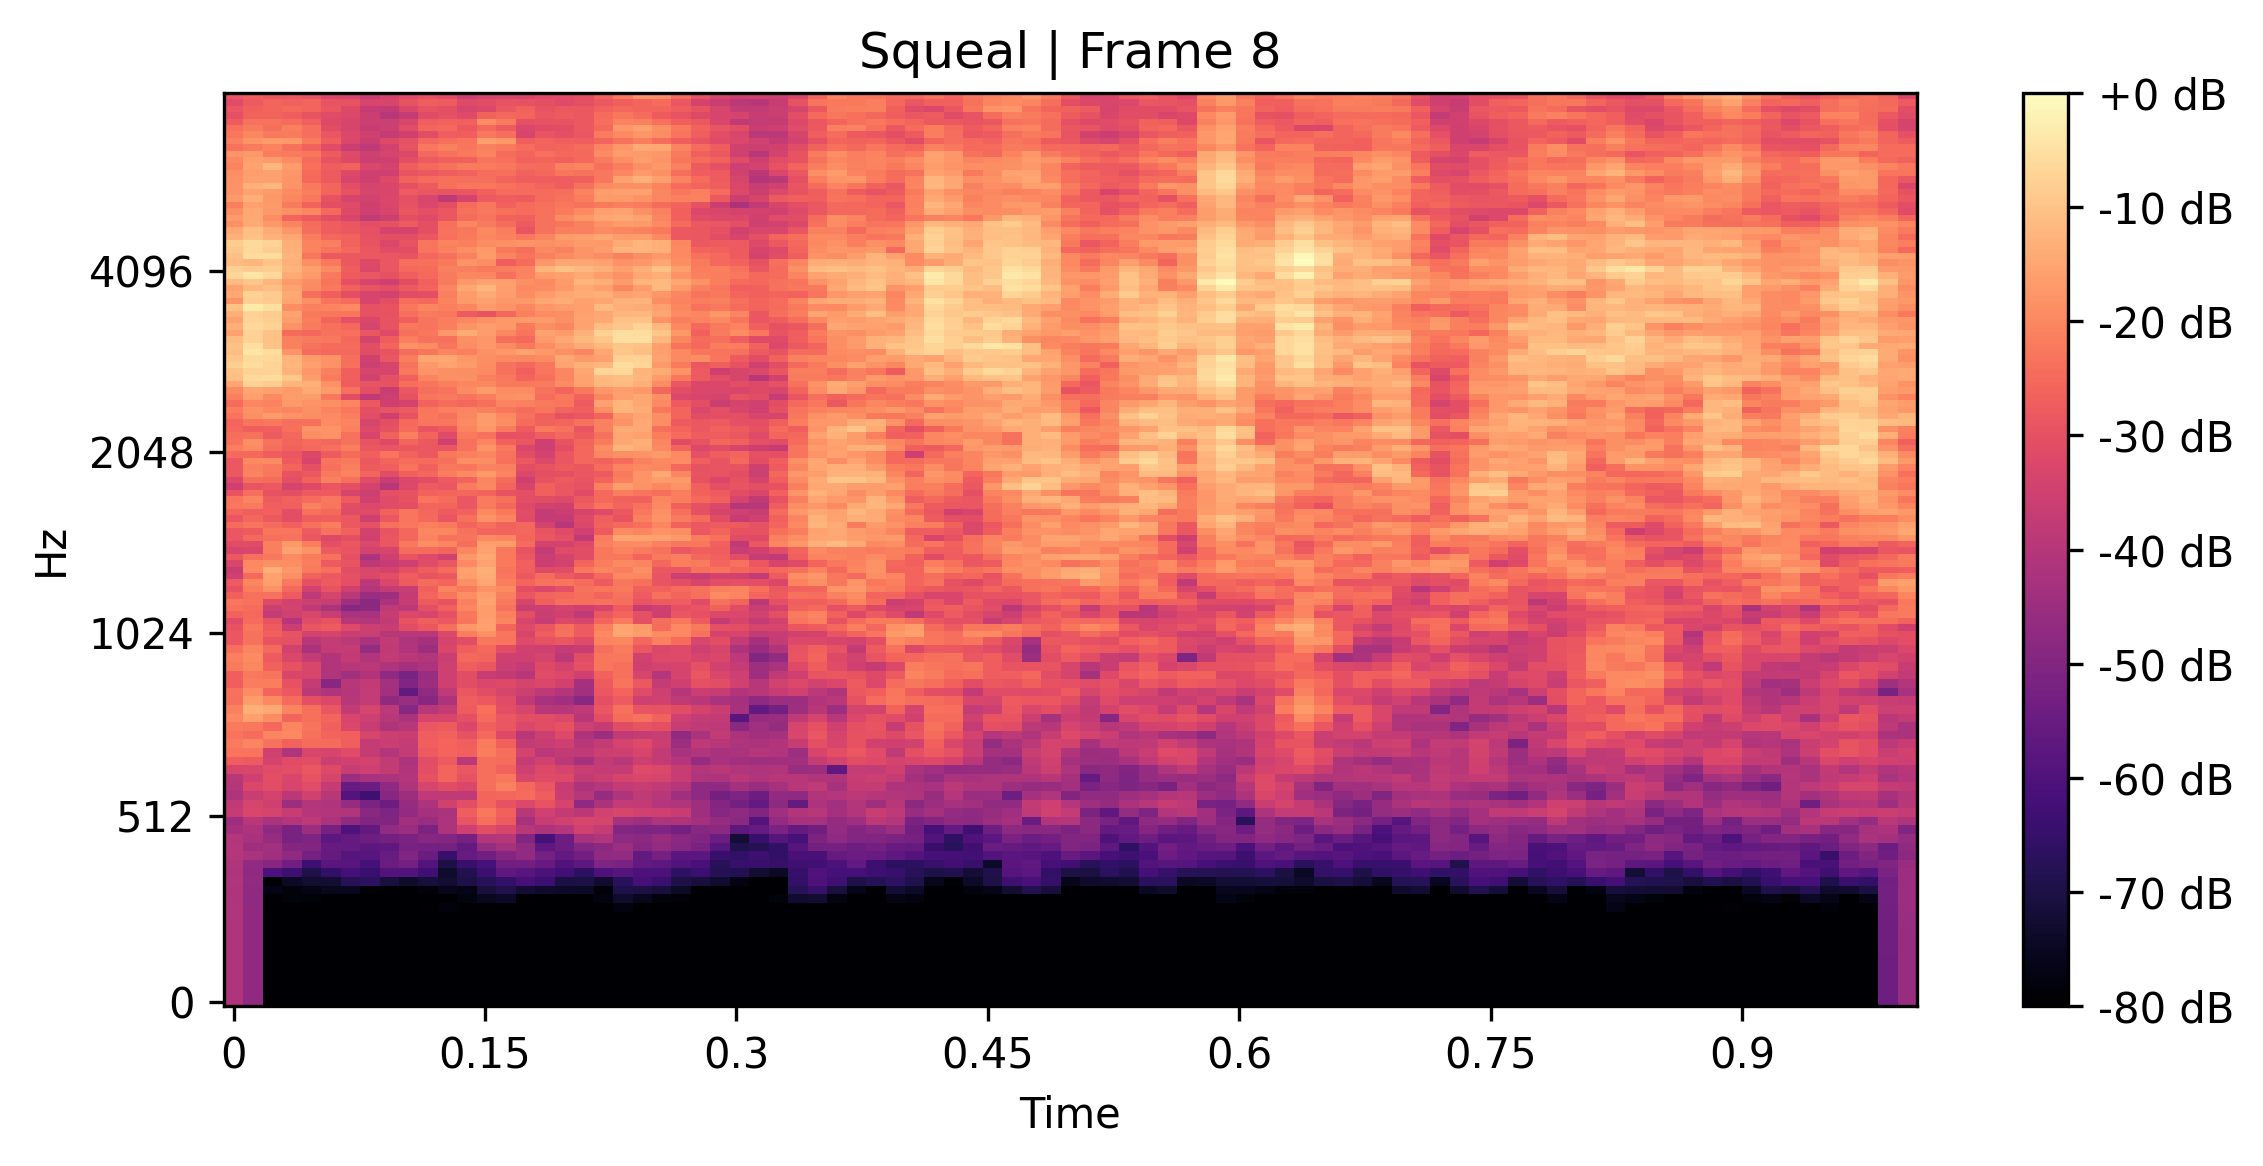 Squeal | Frame 8
+0 dB
-10 dB
-20 dB
-30 dB
-40 dB
-50 dB
-60 dB
-70 dB
-80 dB
Hz
4096
2048
1024
512
0
0 0.15 0.3 0.45 0.6 0.75 0.9
Time